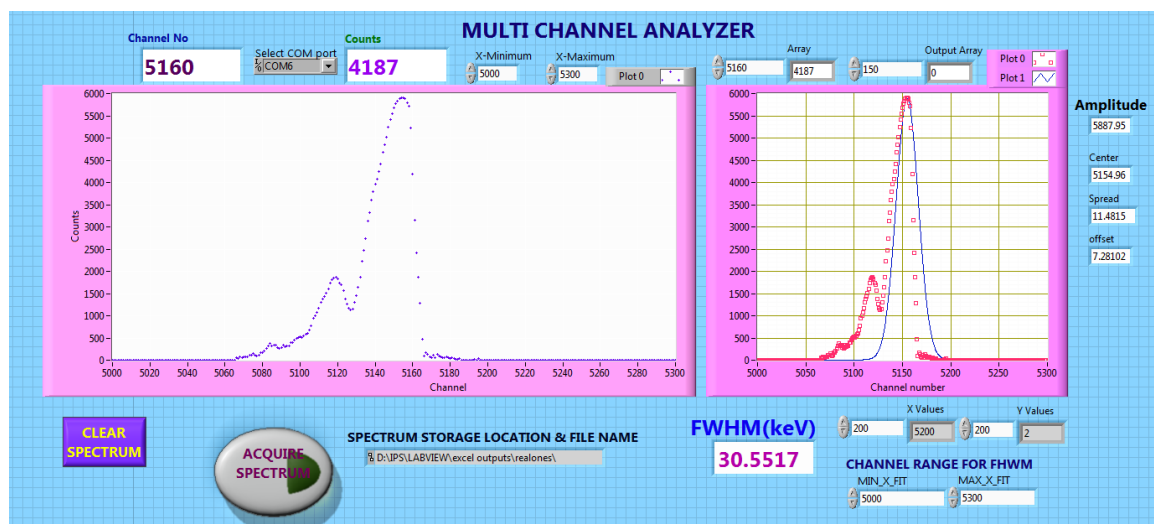 MULTI CHANNEL ANALYZER
Channel No
5160
Select COM port
COM6
Counts
4187
X-Minimum
5000
X-Maximum
5300
Plot 0
Array
5160
4187
Output Array
150
0
Plot 0
Plot 1
6000
5500
5000
4500
4000
3500
3000
2500
2000
1500
1000
500
0
Counts
5000 5020 5040 5060 5080 5100 5120 5140 5160 5180 5200 5220 5240 5260 5280 5300
Channel
6000
5500
5000
4500
4000
3500
3000
2500
2000
1500
1000
500
0
5000 5050 5100 5150 5200 5250 5300
Channel number
Amplitude
5887.95
Center
5154.96
Spread
11.4815
offset
7.28102
CLEAR
SPECTRUM
ACQUIRE
SPECTRUM
SPECTRUM STORAGE LOCATION & FILE NAME
D:\IPS\LABVIEW\excel outputs\realones\
FWHM(keV)
30.5517
200
X Values
5200
200
Y Values
2
CHANNEL RANGE FOR FHWM
MIN_X_FIT
5000
MAX_X_FIT
5300